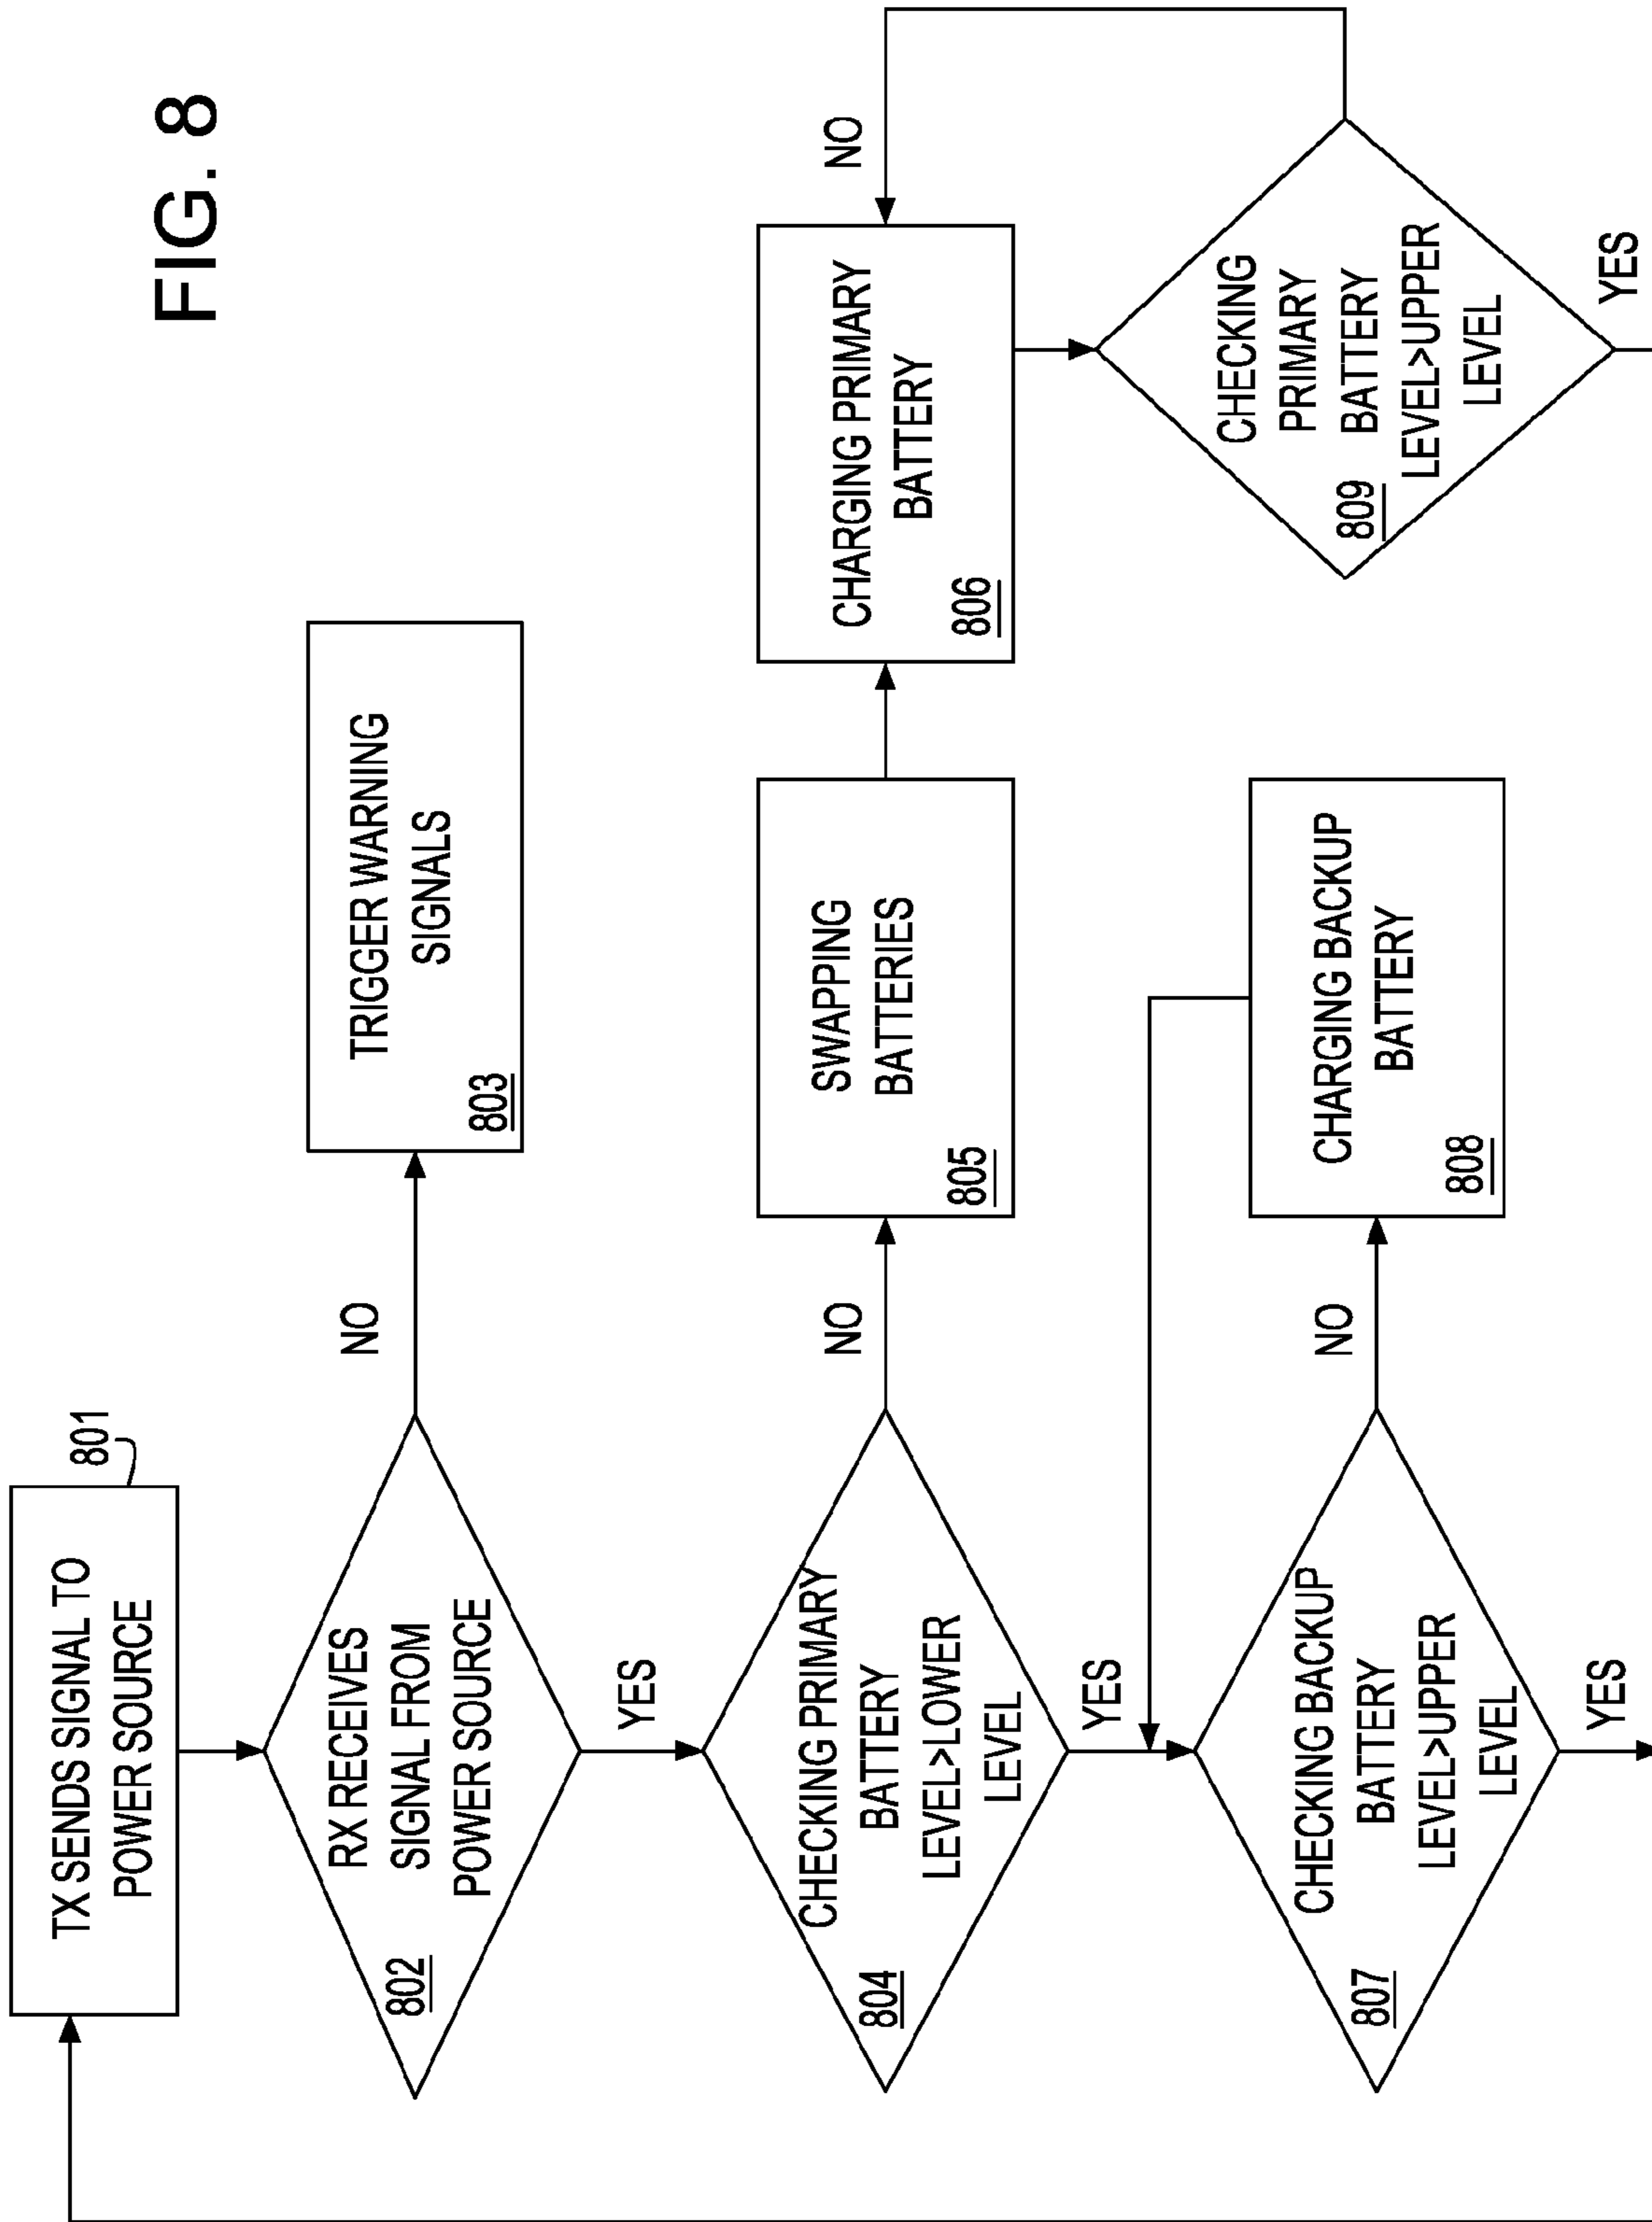 FIG. 8
TX SENDS SIGNAL TO
POWER SOURCE
801
RX RECEIVES
SIGNAL FROM
POWER SOURCE
802
NO
TRIGGER WARNING
SIGNALS
803
YES
CHECKING PRIMARY
BATTERY
LEVEL>LOWER
LEVEL
804
NO
SWAPPING
BATTERIES
805
CHARGING PRIMARY
BATTERY
806
NO
YES
CHECKING BACKUP
BATTERY
LEVEL>UPPER
LEVEL
807
NO
CHARGING BACKUP
BATTERY
808
CHECKING
PRIMARY
BATTERY
LEVEL>UPPER
LEVEL
809
YES
YES